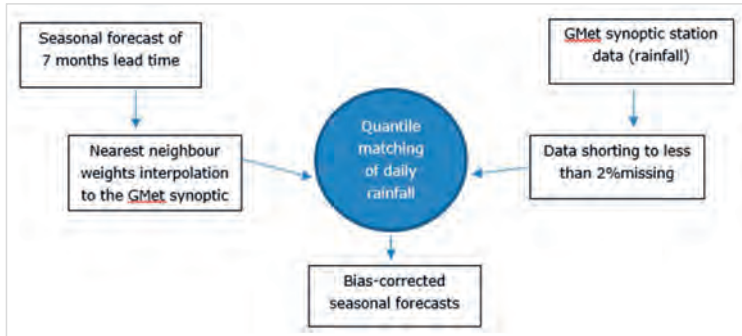 Seasonal forecast of
7 months lead time
GMet synoptic station
data (rainfall)
Nearest neighbour
weights interpolation
to the GMet synoptic
Quantile
matching
of daily
rainfall
Data shorting to less
than 2%missing
Bias-corrected
seasonal forecasts